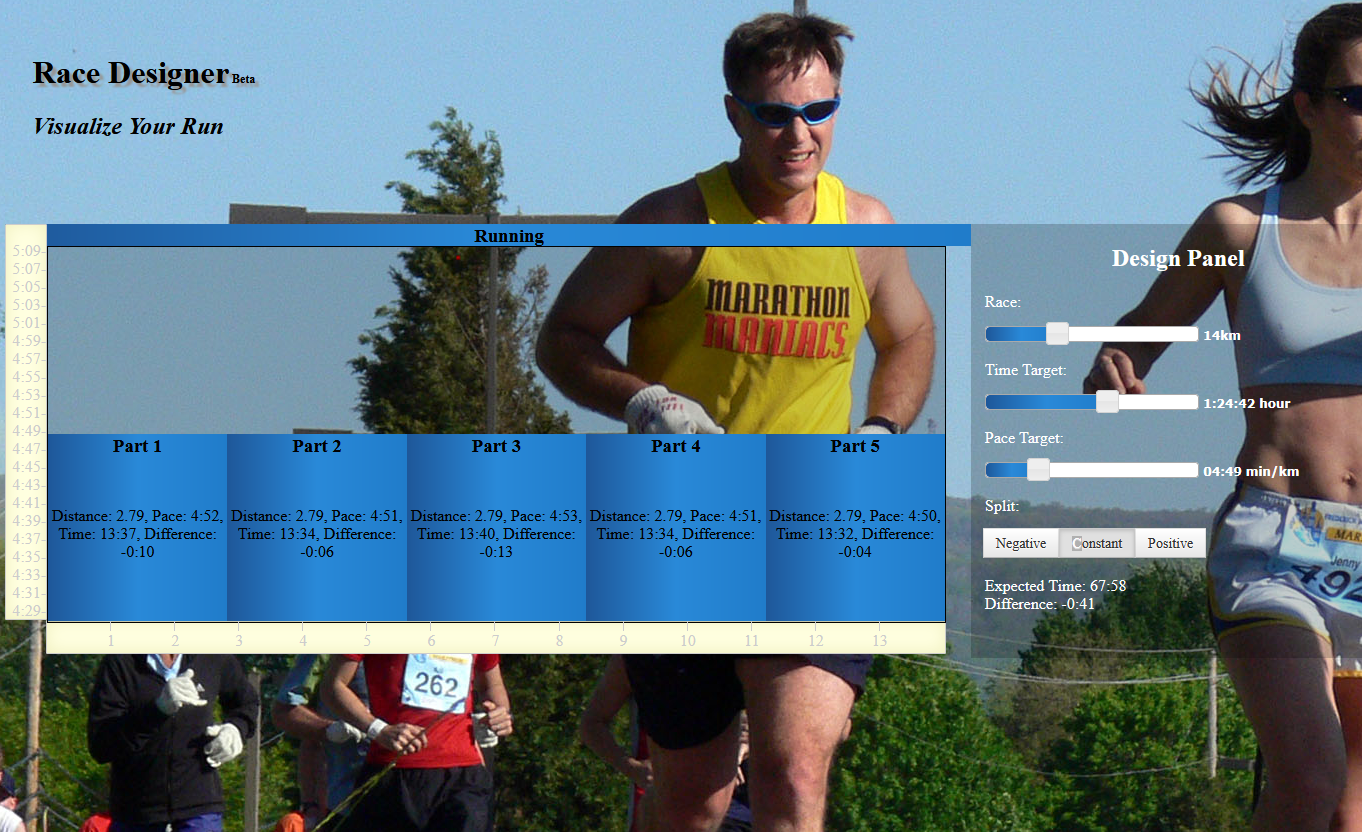 Race Designer Beta
Visualize Your Run
Running
5:09
5:07
5:05
5:03
5:01
4:59
4:57
4:55
4:53
4:51
4:49
4:47
4:45
4:43
4:41
4:39
4:37
4:35
4:33
4:31
4:29
MARATHON
MANIACS
Part 1
Distance: 2.79, Pace: 4:52,
Time: 13:37, Difference:
-0:10
Part 2
Distance: 2.79, Pace: 4:51,
Time: 13:34, Difference:
-0:06
Part 3
Distance: 2.79, Pace: 4:53,
Time: 13:40, Difference:
-0:13
Part 4
Distance: 2.79, Pace: 4:51,
Time: 13:34, Difference:
-0:06
Part 5
Distance: 2.79, Pace: 4:50,
Time: 13:32, Difference:
-0:04
1 2 3 4 5 6 7 8 9 10 11 12 13
Design Panel
Race:
14km
Time Target:
1:24:42 hour
Pace Target:
04:49 min/km
Split:
Negative Constant Positive
Expected Time: 67:58
Difference: -0:41
MAR
Jenny
492
262